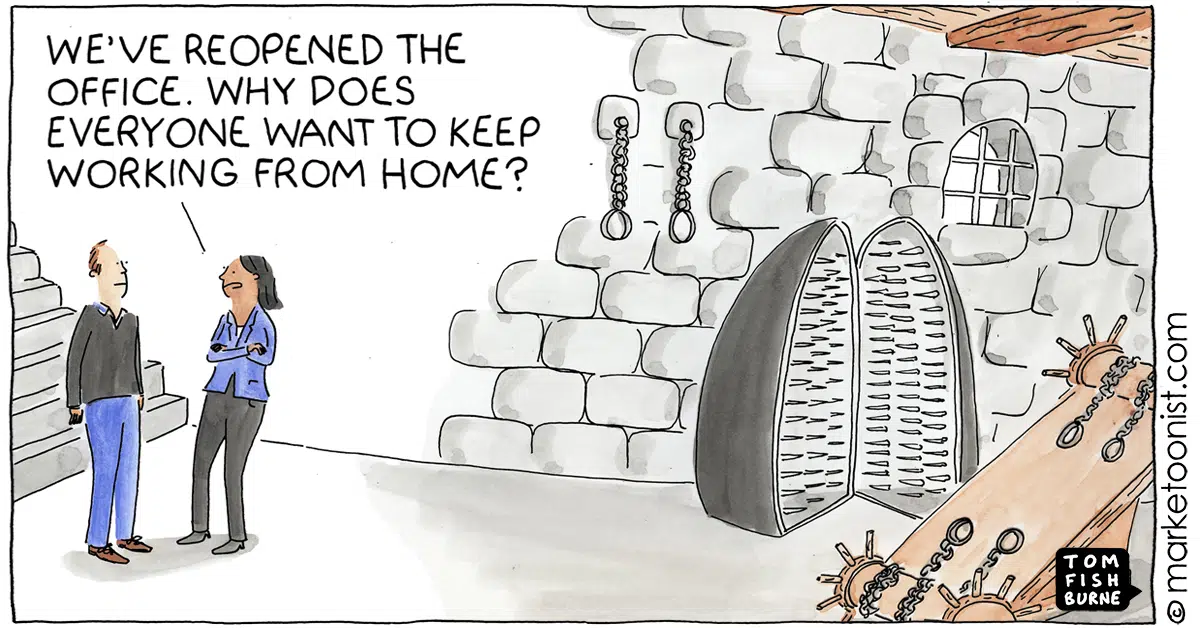 WE'VE REOPENED THE
OFFICE. WHY DOES
EVERYONE WANT TO KEEP
WORKING FROM HOME?
TOM
FISH
BURNE
© marketoonist.com